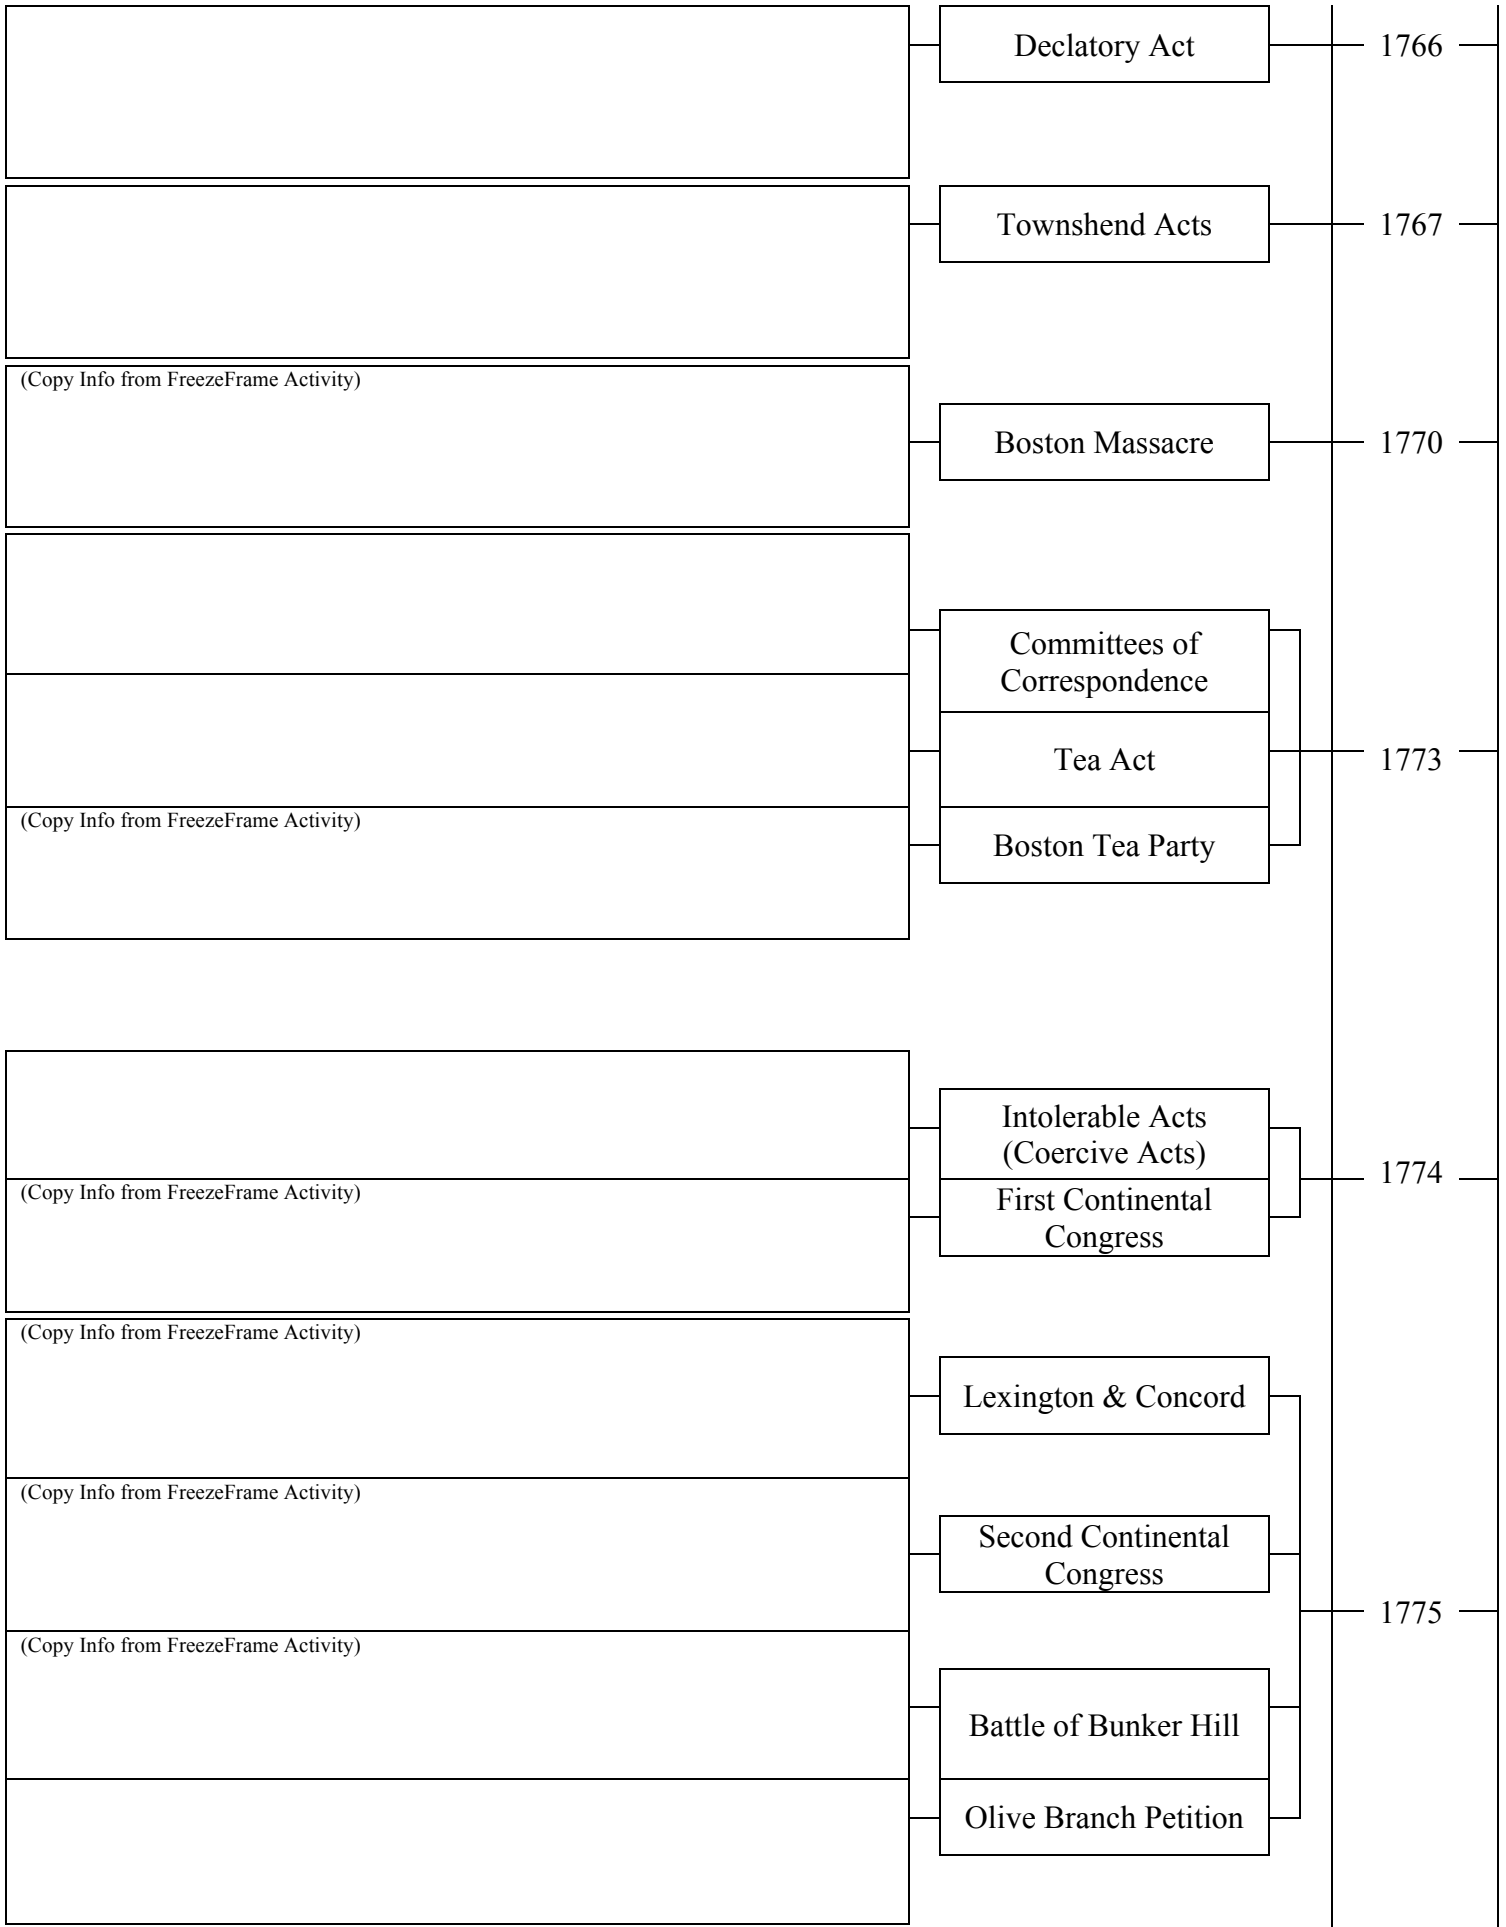 Declatory Act
1766
Townshend Acts
1767
(Copy Info from FreezeFrame Activity)
Boston Massacre
1770
Committees of
Correspondence
Tea Act
1773
(Copy Info from FreezeFrame Activity)
Boston Tea Party
Intolerable Acts
(Coercive Acts)
1774
(Copy Info from FreezeFrame Activity)
First Continental
Congress
(Copy Info from FreezeFrame Activity)
Lexington & Concord
(Copy Info from FreezeFrame Activity)
Second Continental
Congress
1775
(Copy Info from FreezeFrame Activity)
Battle of Bunker Hill
Olive Branch Petition